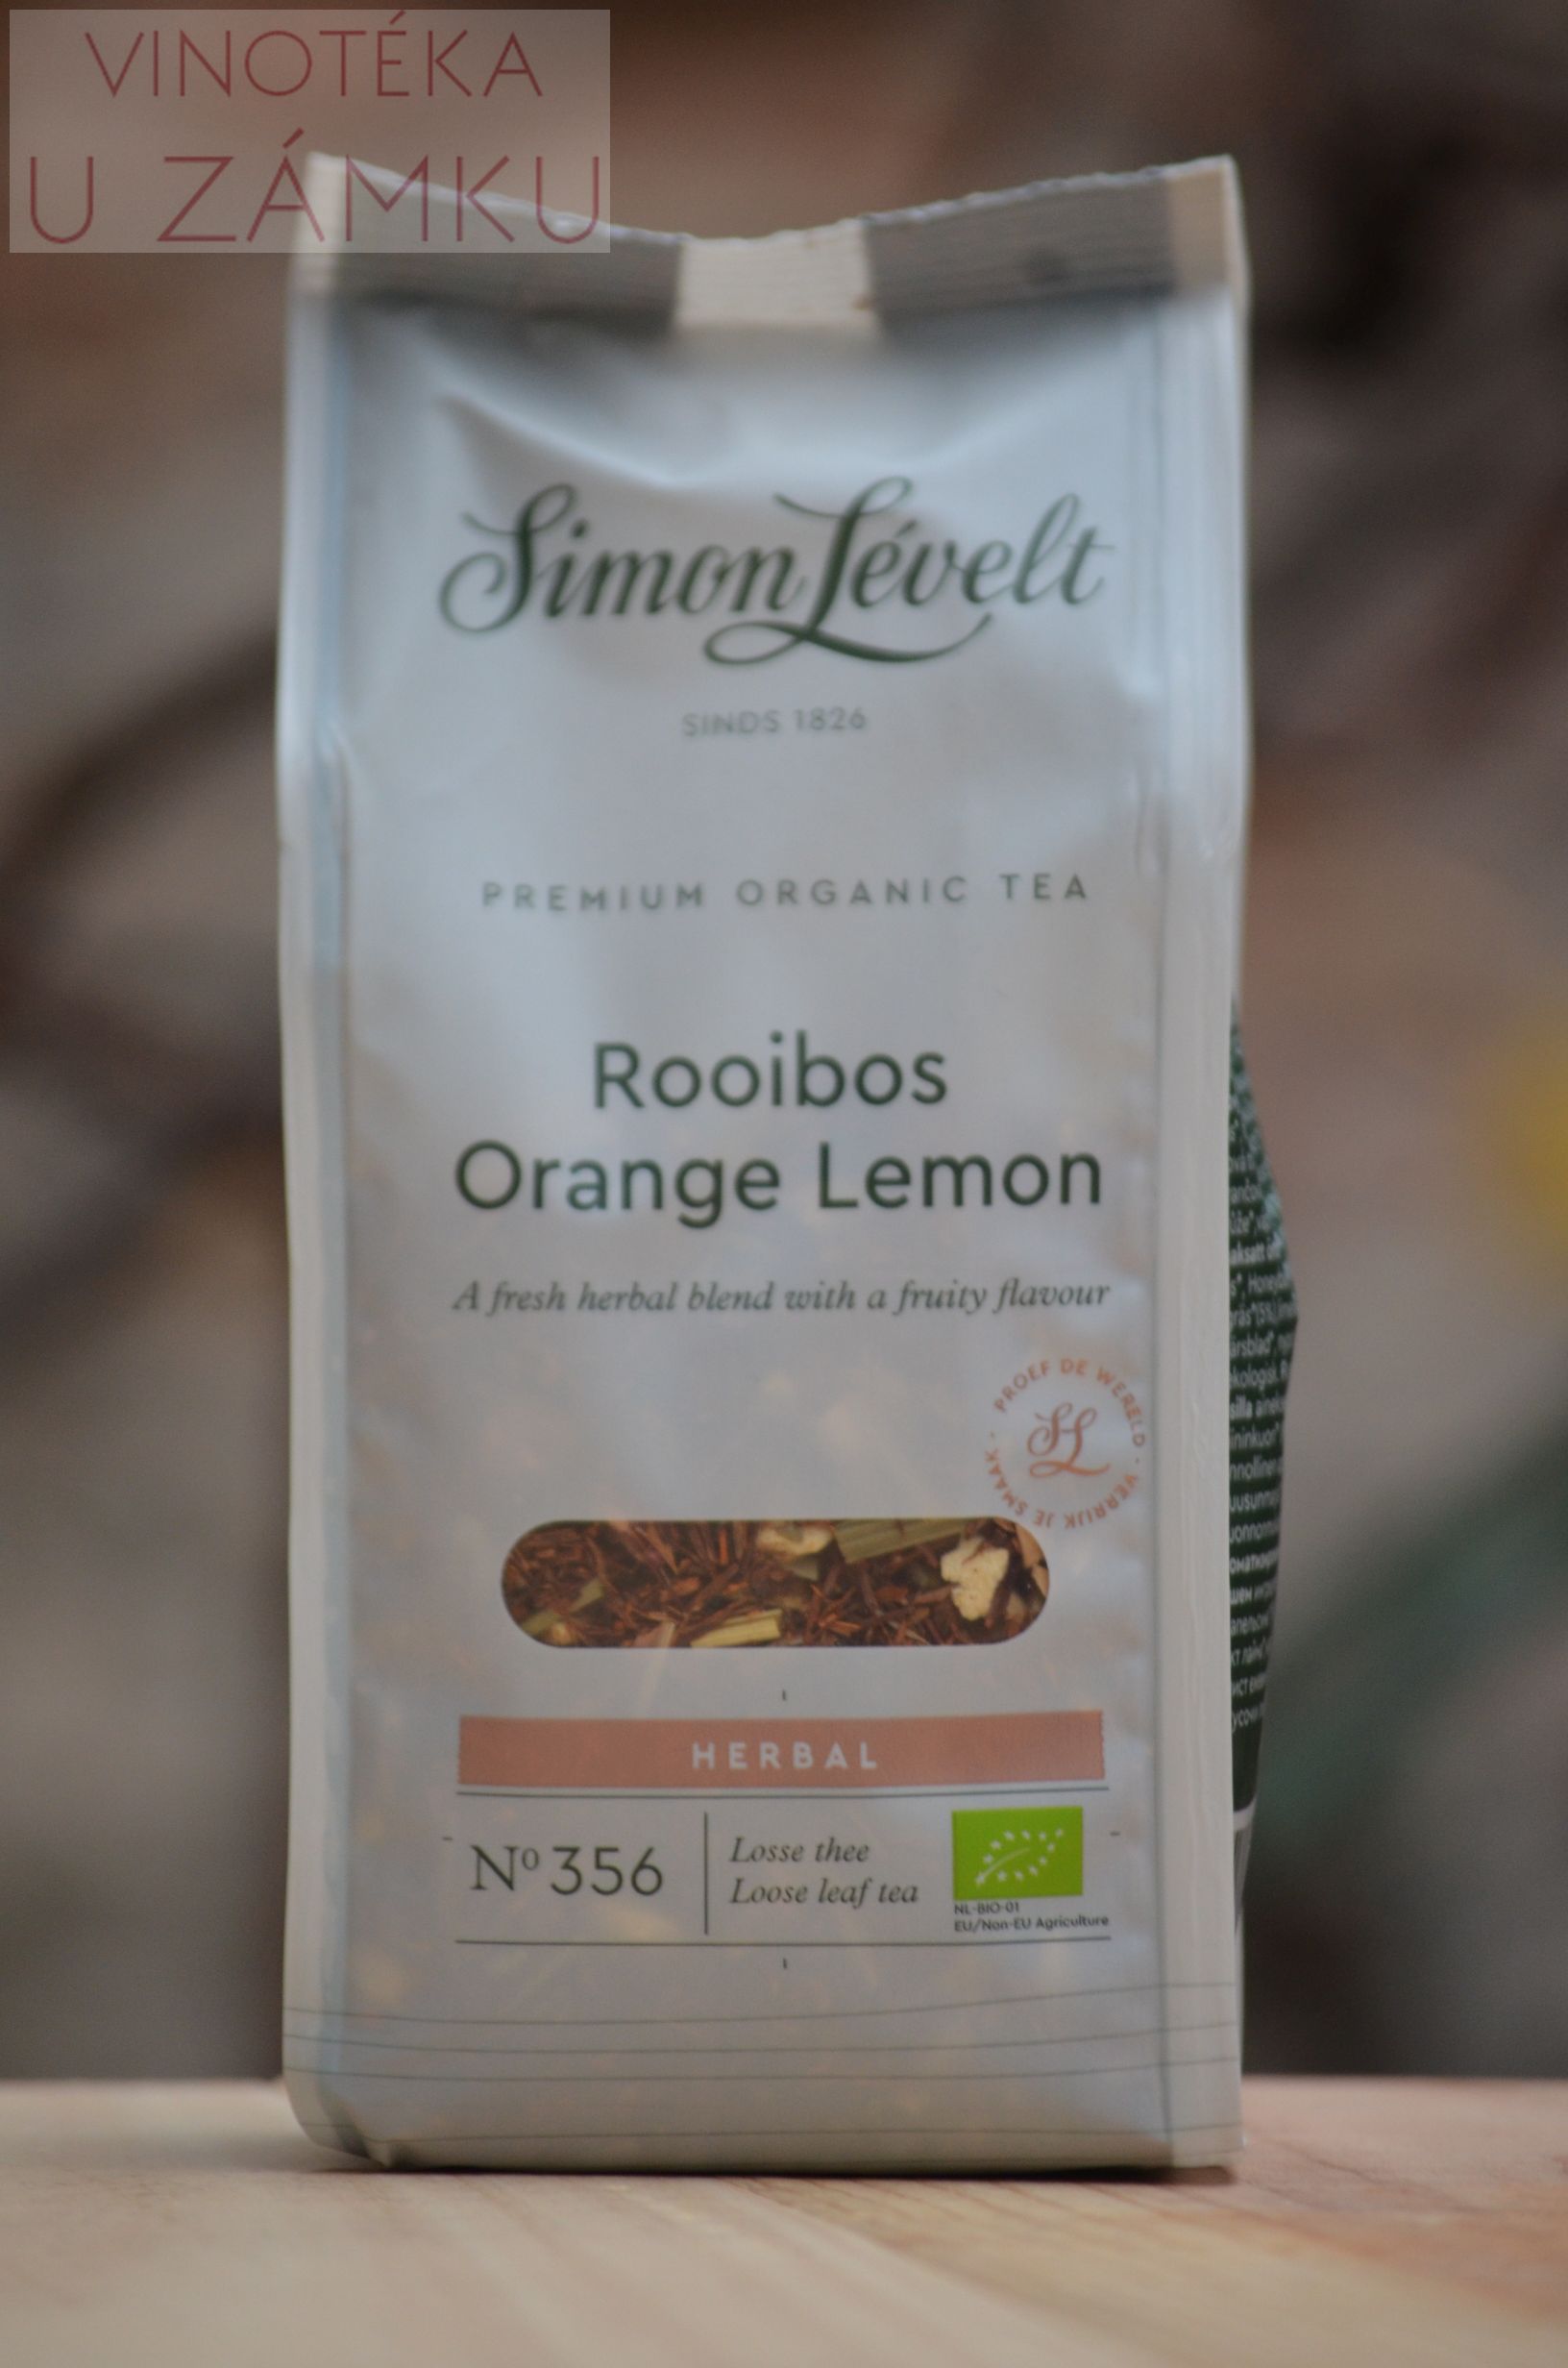 VINOTÉKA
U ZÁMKU
Simon Lévelt
SINDS 1826
PREMIUM ORGANIC TEA
Rooibos
Orange Lemon
A fresh herbal blend with a fruity flavour
PROEF DE WERELD · VERRIJK JE SMAAK ·
SL
HERBAL
Nº 356
Losse thee
Loose leaf tea
NL-BIO-01
EU/Non-EU Agriculture